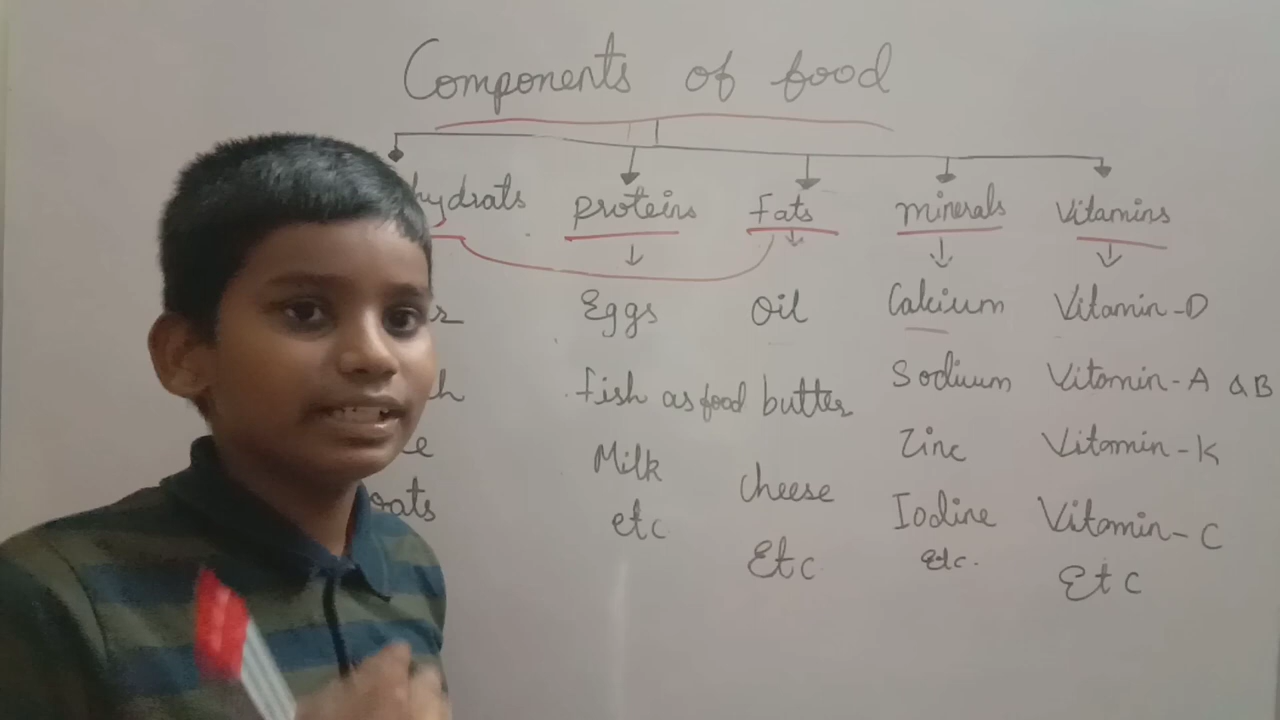 Components of food
hydrats proteins Fats minerals Vitamins
Eggs Oil Calcium Vitamin-D
fish as food butter Sodium Vitamin-A &B
Milk cheese Zinc Vitamin-K
oats etc Etc Iodine Vitamin-C
Etc. Etc